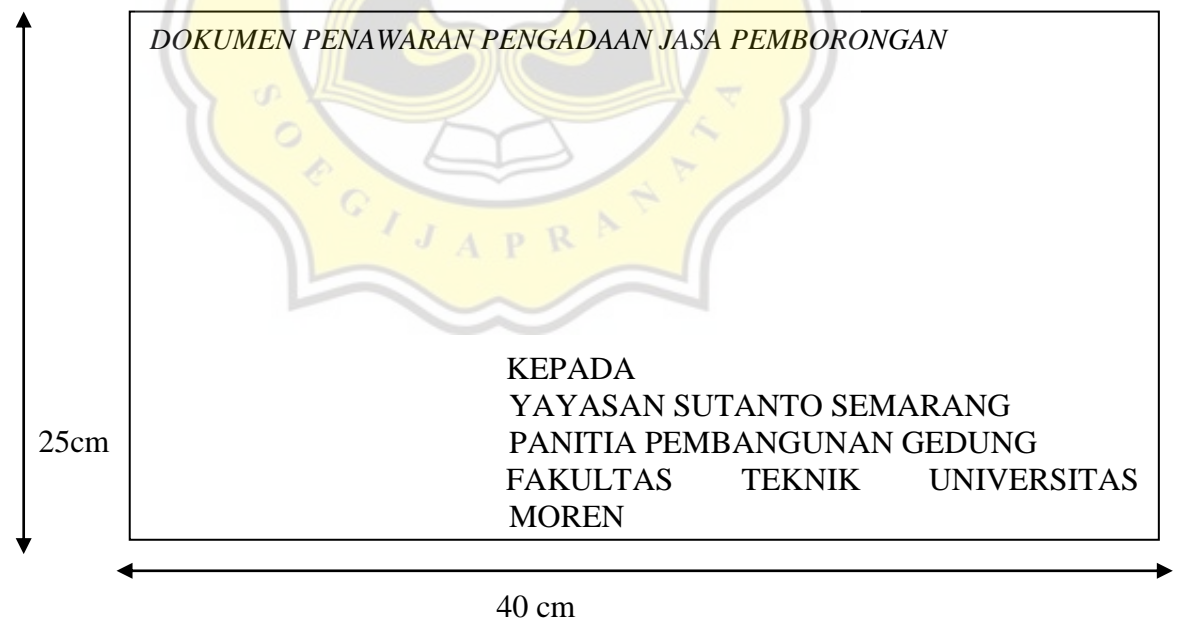 DOKUMEN PENAWARAN PENGADAAN JASA PEMBORONGAN
SOEGIJAPRANATA
KEPADA
YAYASAN SUTANTO SEMARANG
25cm
PANITIA PEMBANGUNAN GEDUNG
FAKULTAS TEKNIK UNIVERSITAS
MOREN
40 cm